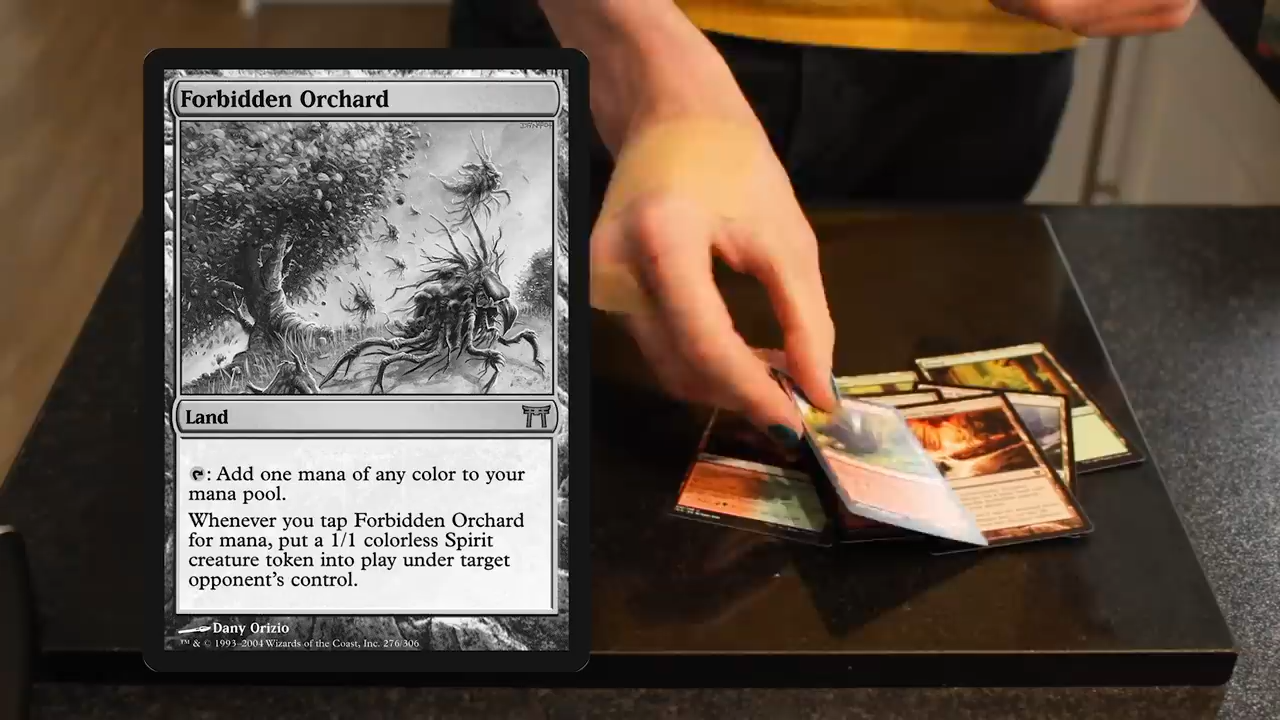 Forbidden Orchard
Land
: Add one mana of any color to your
mana pool.
Whenever you tap Forbidden Orchard
for mana, put a 1/1 colorless Spirit
creature token into play under target
opponent's control.
Dany Orizio
™ & © 1993–2004 Wizards of the Coast, Inc. 276/306